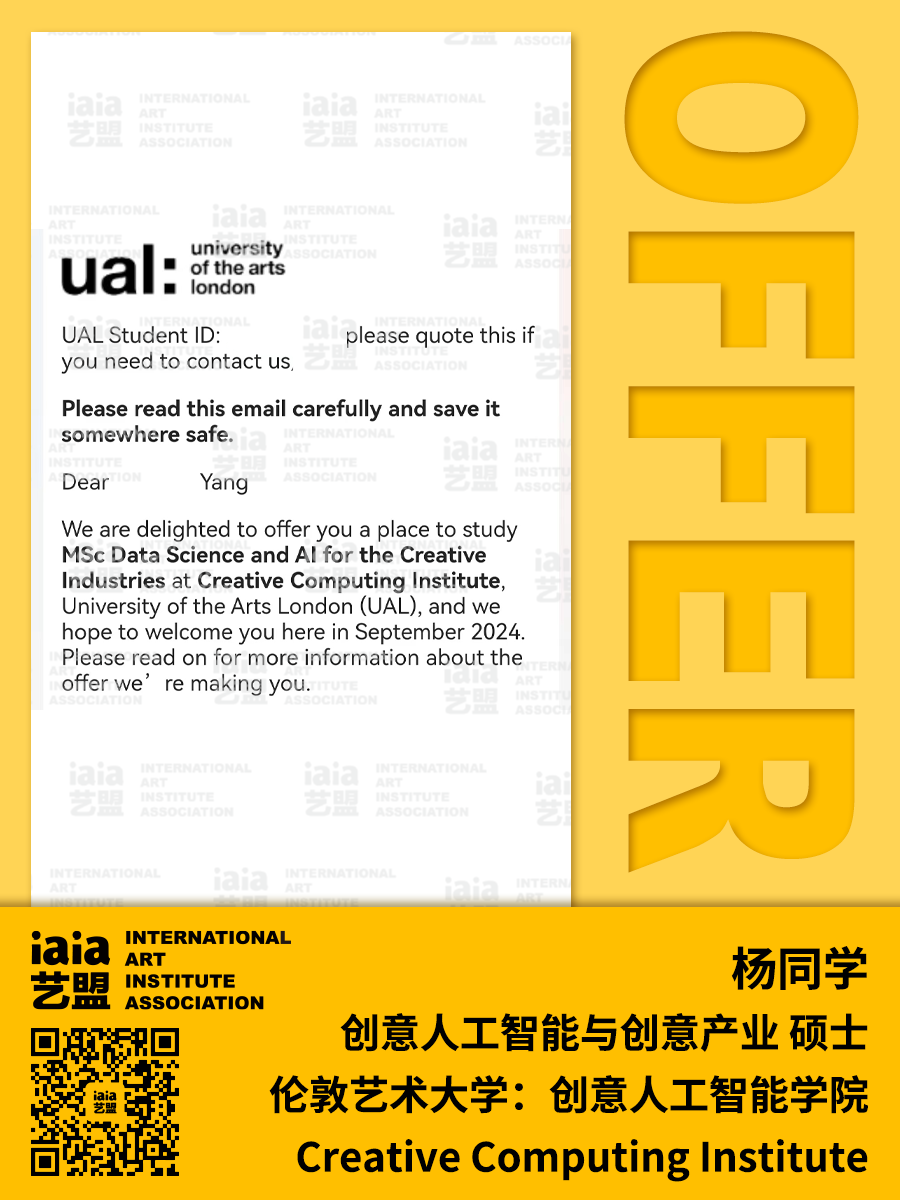 ual:
university
of the arts
london
UAL Student ID: please quote this if
you need to contact us,
Please read this email carefully and save it
somewhere safe.
Dear Yang
We are delighted to offer you a place to study
MSc Data Science and AI for the Creative
Industries at Creative Computing Institute,
University of the Arts London (UAL), and we
hope to welcome you here in September 2024.
Please read on for more information about the
offer we’re making you.
OFFER
iaia
艺盟
INTERNATIONAL
ART
INSTITUTE
ASSOCIATION
iaia
艺盟
杨同学
创意人工智能与创意产业 硕士
伦敦艺术大学：创意人工智能学院
Creative Computing Institute